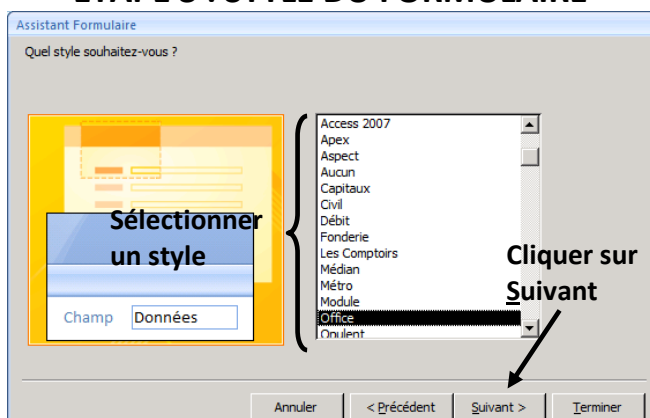 Assistant Formulaire
Quel style souhaitez-vous ?
Access 2007
Apex
Aspect
Aucun
Capitaux
Civil
Débit
Fonderie
Les Comptoirs
Médian
Métro
Module
Office
Opulent
Sélectionner
un style
Champ Données
Cliquer sur
Suivant
Annuler
< Précédent
Suivant >
Terminer